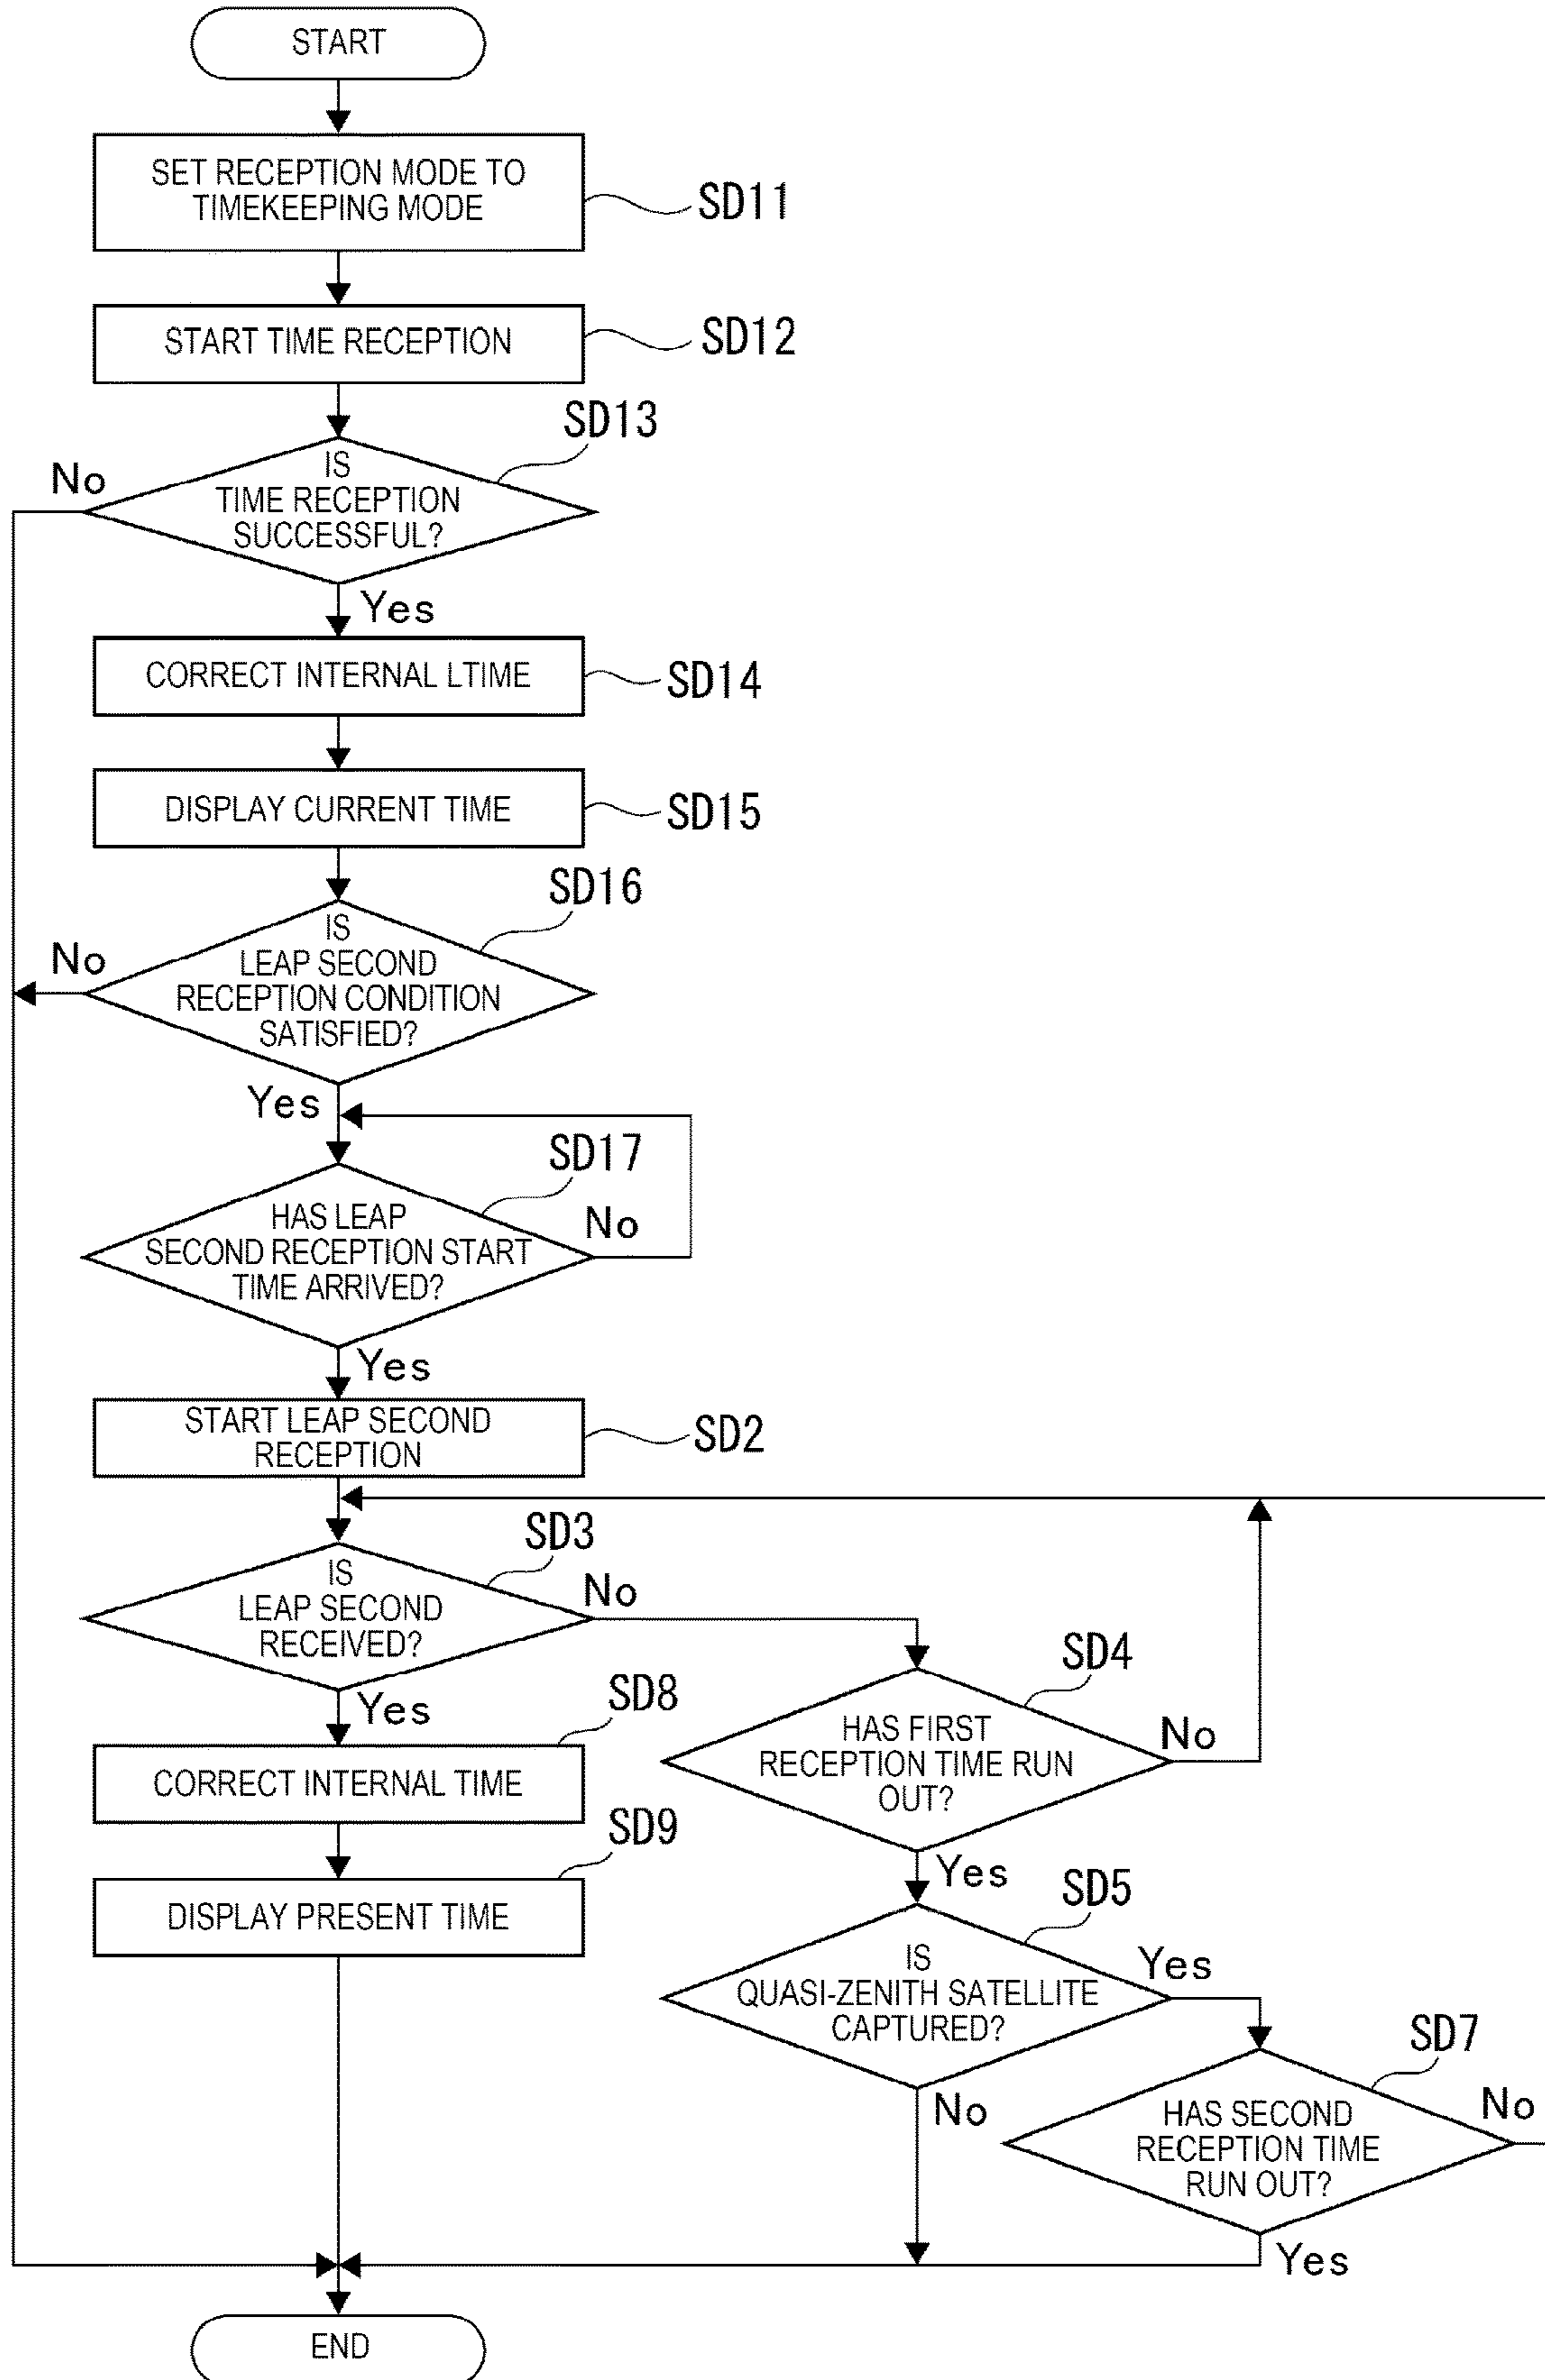 START
SET RECEPTION MODE TO
TIMEKEEPING MODE
SD11
START TIME RECEPTION
SD12
SD13
IS
TIME RECEPTION
SUCCESSFUL?
No
Yes
CORRECT INTERNAL LTIME
SD14
DISPLAY CURRENT TIME
SD15
SD16
IS
LEAP SECOND
RECEPTION CONDITION
SATISFIED?
No
Yes
SD17
HAS LEAP
SECOND RECEPTION START
TIME ARRIVED?
No
Yes
START LEAP SECOND
RECEPTION
SD2
SD3
IS
LEAP SECOND
RECEIVED?
No
Yes
SD4
HAS FIRST
RECEPTION TIME RUN
OUT?
No
Yes
SD8
CORRECT INTERNAL TIME
SD9
DISPLAY PRESENT TIME
SD5
IS
QUASI-ZENITH SATELLITE
CAPTURED?
Yes
No
SD7
HAS SECOND
RECEPTION TIME
RUN OUT?
No
Yes
END